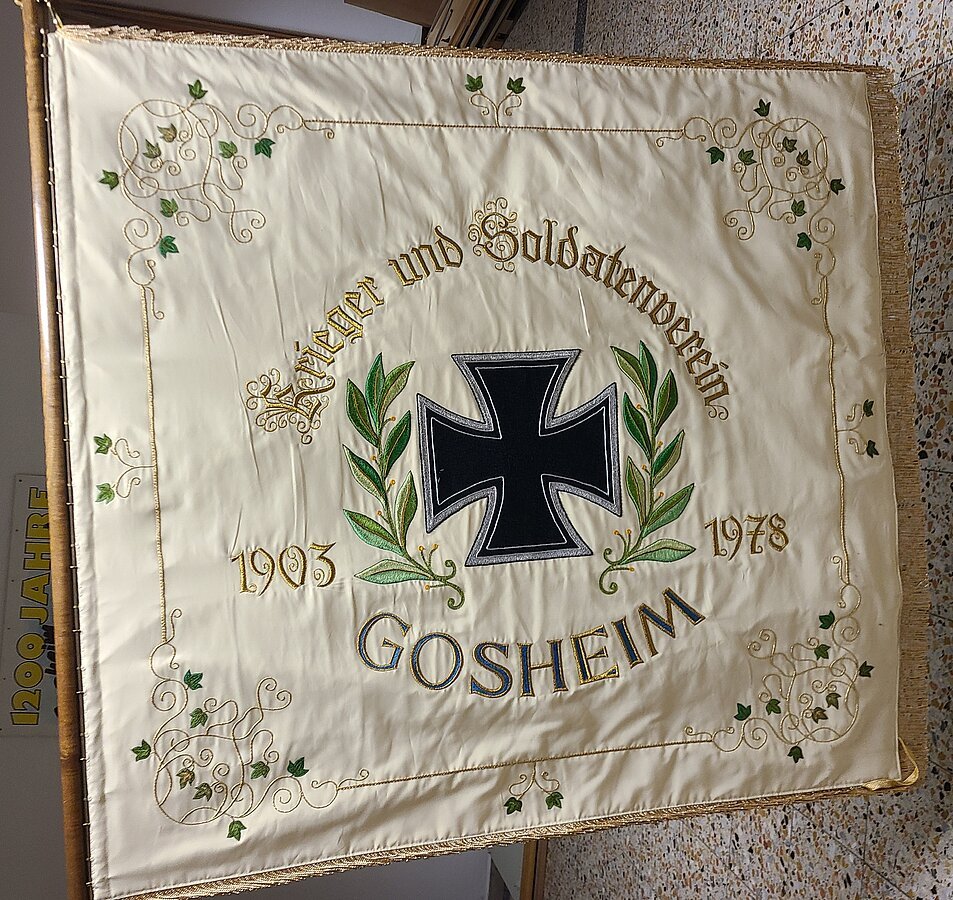 Krieger und Soldatenverein
1903 1978
GOSHEIM
1200 JAHRE